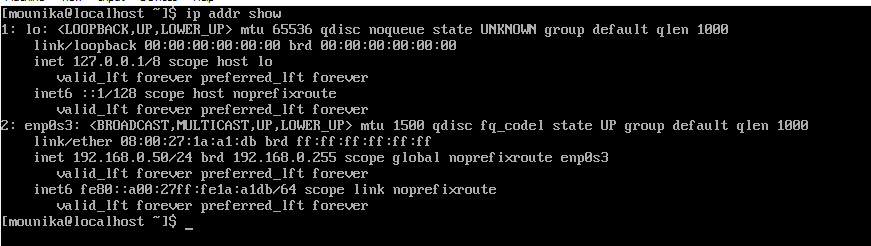 [mounika@localhost ~]$ ip addr show
1: lo: <LOOPBACK,UP,LOWER_UP> mtu 65536 qdisc noqueue state UNKNOWN group default qlen 1000
    link/loopback 00:00:00:00:00:00 brd 00:00:00:00:00:00
    inet 127.0.0.1/8 scope host lo
       valid_lft forever preferred_lft forever
    inet6 ::1/128 scope host noprefixroute
       valid_lft forever preferred_lft forever
2: enp0s3: <BROADCAST,MULTICAST,UP,LOWER_UP> mtu 1500 qdisc fq_codel state UP group default qlen 1000
    link/ether 08:00:27:1a:a1:db brd ff:ff:ff:ff:ff:ff
    inet 192.168.0.50/24 brd 192.168.0.255 scope global noprefixroute enp0s3
       valid_lft forever preferred_lft forever
    inet6 fe80::a00:27ff:fe1a:a1db/64 scope link noprefixroute
       valid_lft forever preferred_lft forever
[mounika@localhost ~]$ _